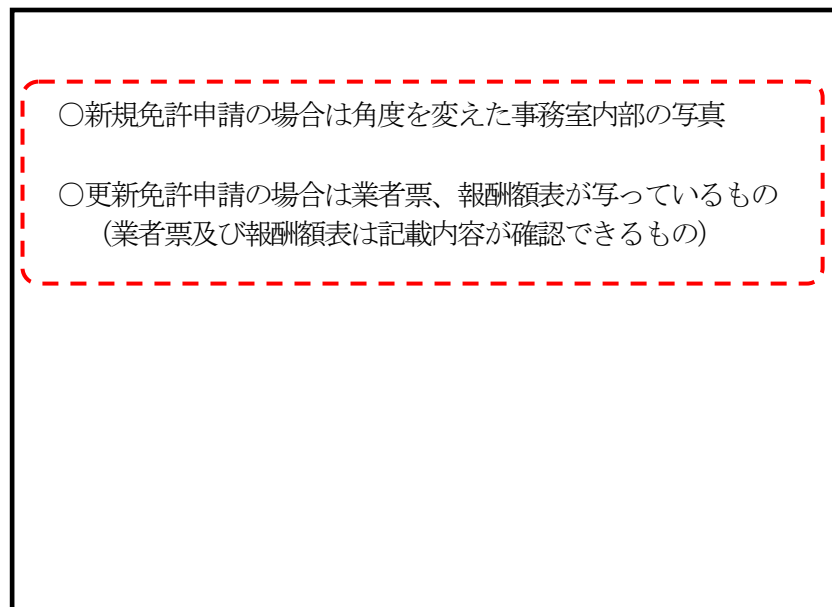 ○新規免許申請の場合は角度を変えた事務室内部の写真
○更新免許申請の場合は業者票、報酬額表が写っているもの
（業者票及び報酬額表は記載内容が確認できるもの）